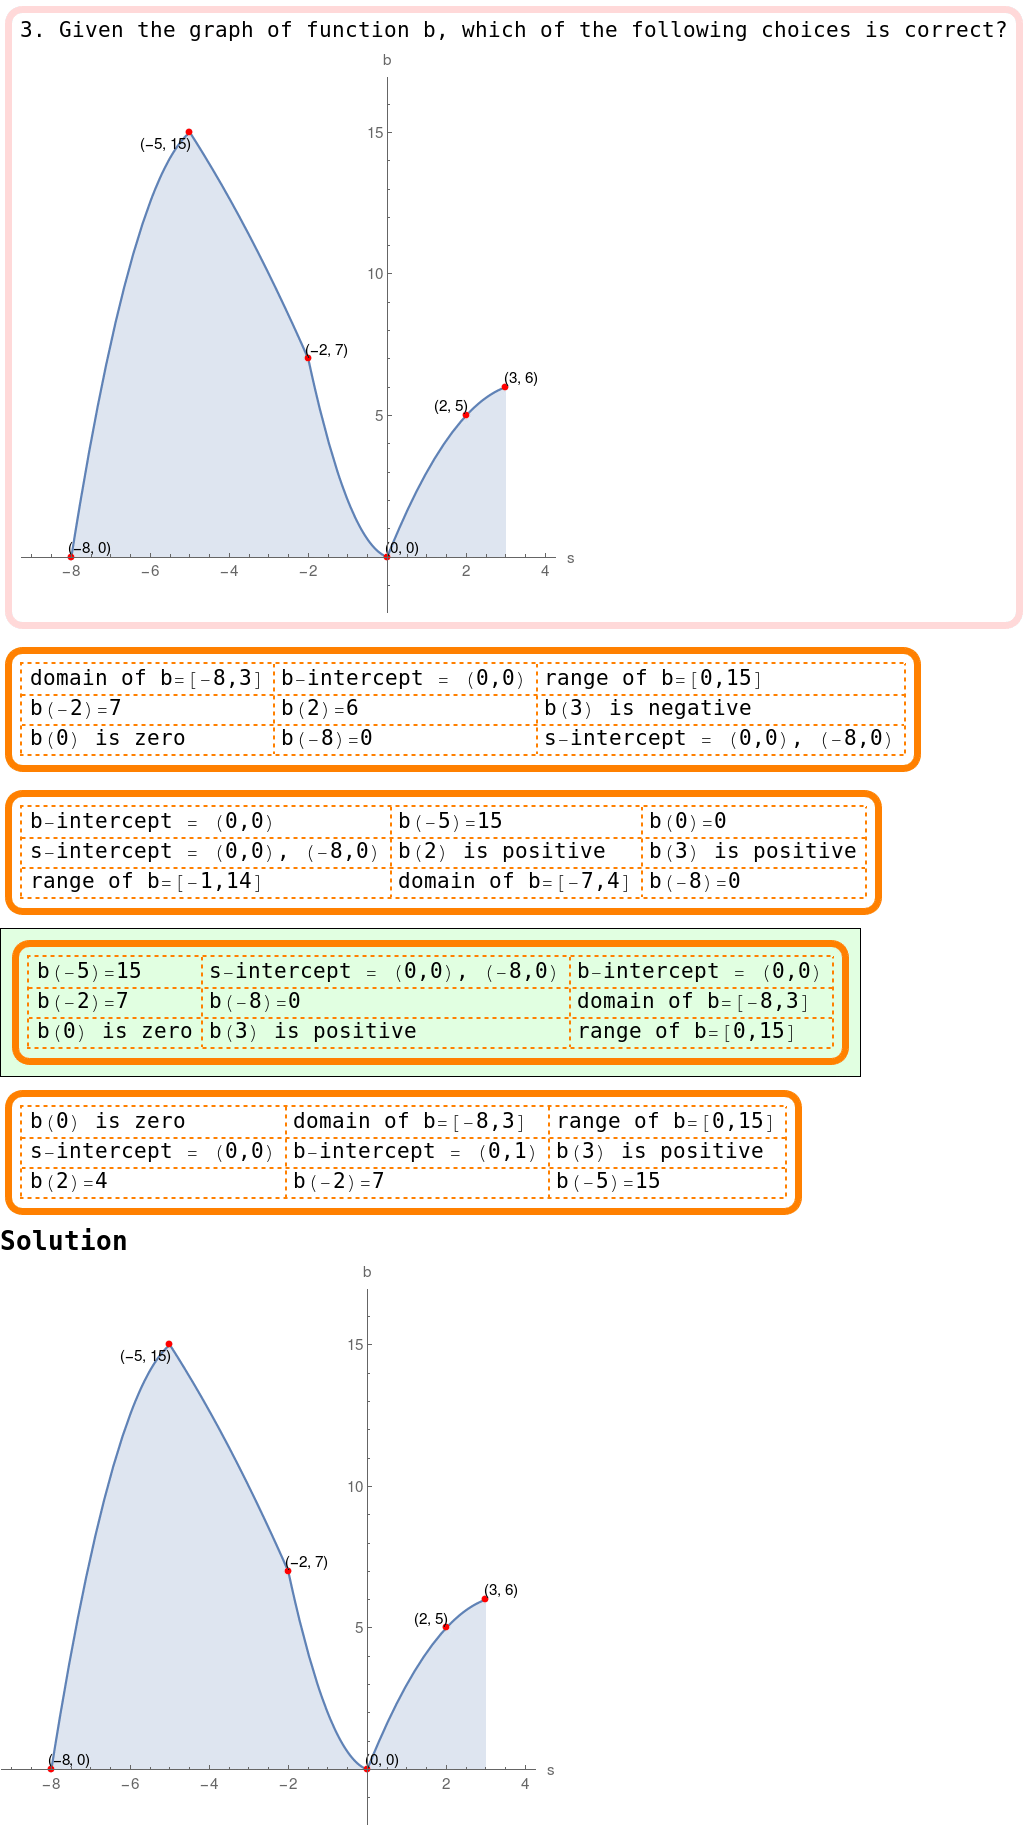 3. Given the graph of function b, which of the following choices is correct?
b
15
(−5, 15)
10
(−2, 7)
(3, 6)
(2, 5)
5
(−8, 0)
(0, 0)
s
−8 −6 −4 −2 2 4
domain of b=[-8,3] b-intercept = (0,0) range of b=[0,15]
b(-2)=7 b(2)=6 b(3) is negative
b(0) is zero b(-8)=0 s-intercept = (0,0), (-8,0)
b-intercept = (0,0) b(-5)=15 b(0)=0
s-intercept = (0,0), (-8,0) b(2) is positive b(3) is positive
range of b=[-1,14] domain of b=[-7,4] b(-8)=0
b(-5)=15 s-intercept = (0,0), (-8,0) b-intercept = (0,0)
b(-2)=7 b(-8)=0 domain of b=[-8,3]
b(0) is zero b(3) is positive range of b=[0,15]
b(0) is zero domain of b=[-8,3] range of b=[0,15]
s-intercept = (0,0) b-intercept = (0,1) b(3) is positive
b(2)=4 b(-2)=7 b(-5)=15
Solution
b
15
(−5, 15)
10
(−2, 7)
(3, 6)
(2, 5)
5
(−8, 0)
(0, 0)
s
−8 −6 −4 −2 2 4